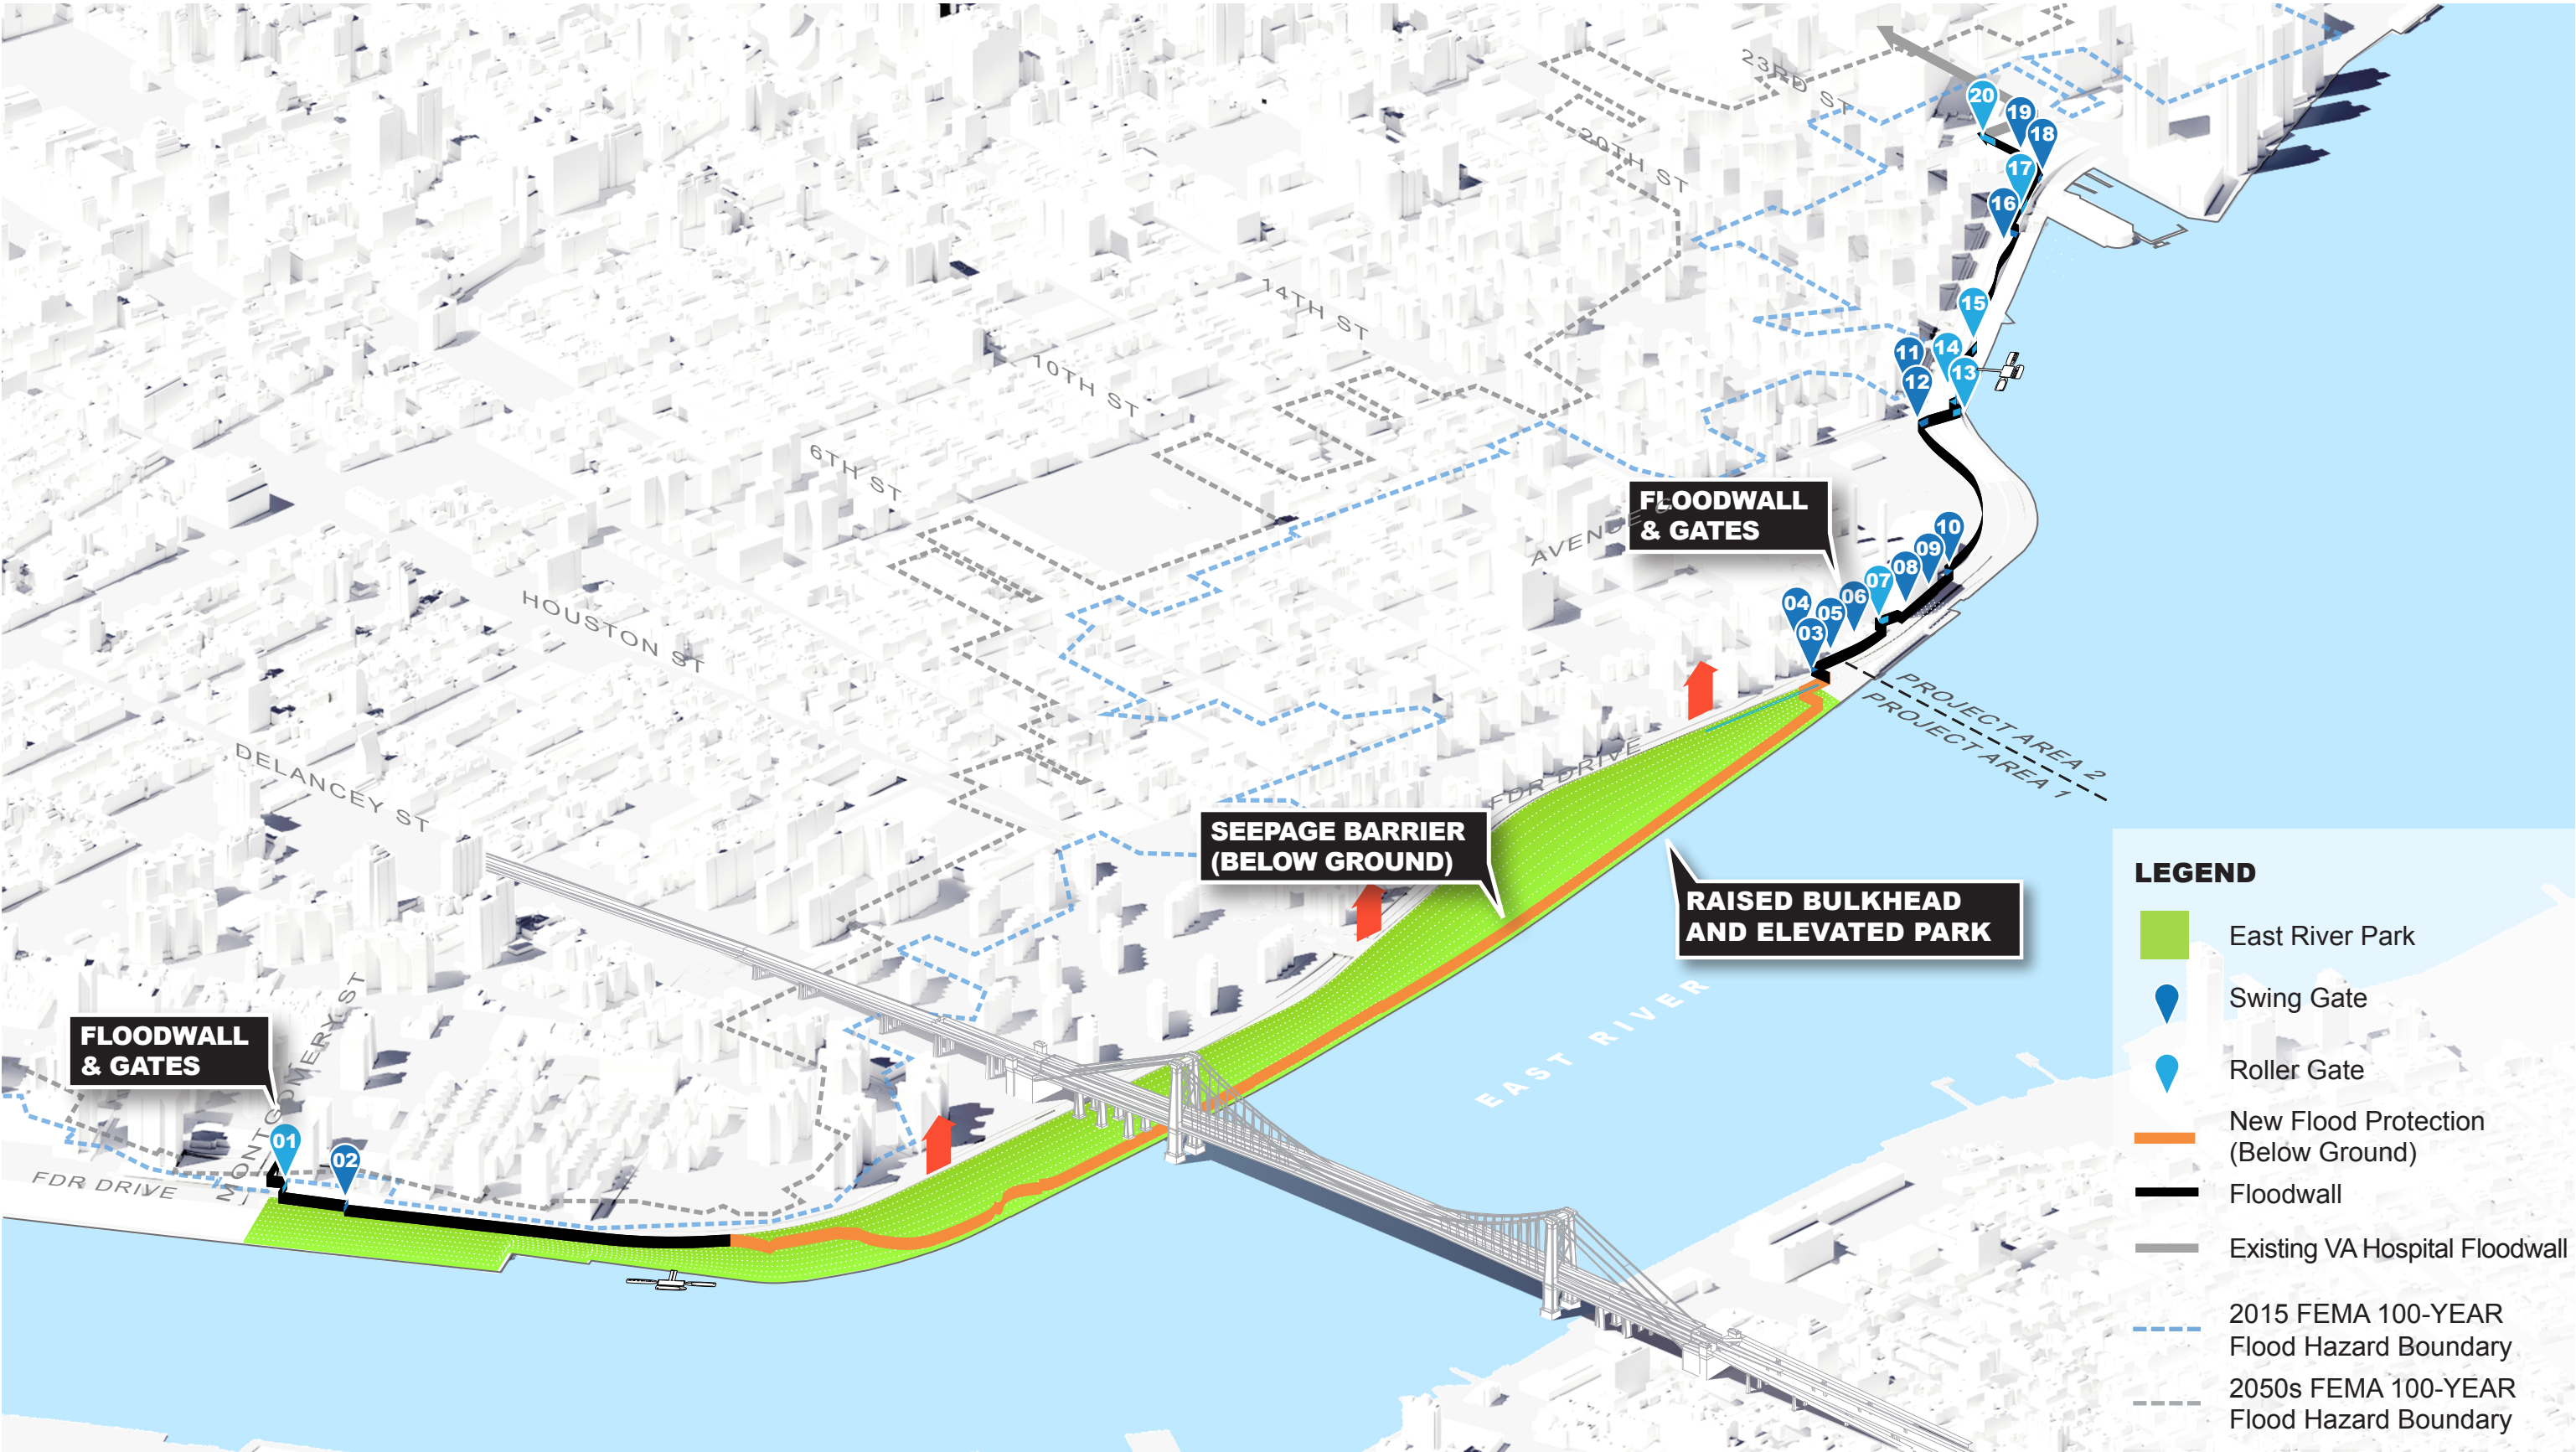 23RD ST
20TH ST
14TH ST
10TH ST
6TH ST
HOUSTON ST
DELANCEY ST
MONTGOMERY ST
FDR DRIVE
AVENUE C
FDR DRIVE
20
19
18
17
16
15
14
13
11
12
10
09
08
07
06
05
04
03
01
02
FLOODWALL
& GATES
PROJECT AREA 2
PROJECT AREA 1
SEEPAGE BARRIER
(BELOW GROUND)
RAISED BULKHEAD
AND ELEVATED PARK
EAST RIVER
FLOODWALL
& GATES
LEGEND
East River Park
Swing Gate
Roller Gate
New Flood Protection
(Below Ground)
Floodwall
Existing VA Hospital Floodwall
2015 FEMA 100-YEAR
Flood Hazard Boundary
2050s FEMA 100-YEAR
Flood Hazard Boundary